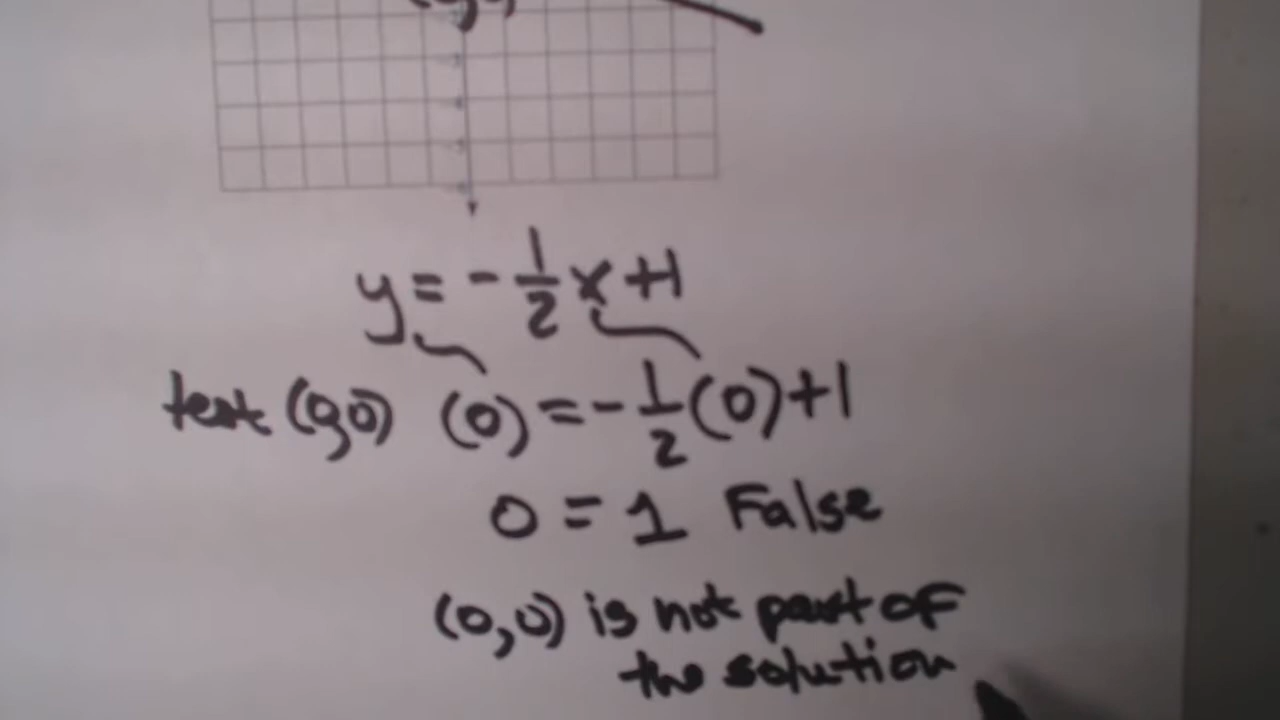 y = - 1/2 x + 1
test (0,0) (0) = - 1/2 (0) + 1
0 = 1 False
(0,0) is not part of
the solution